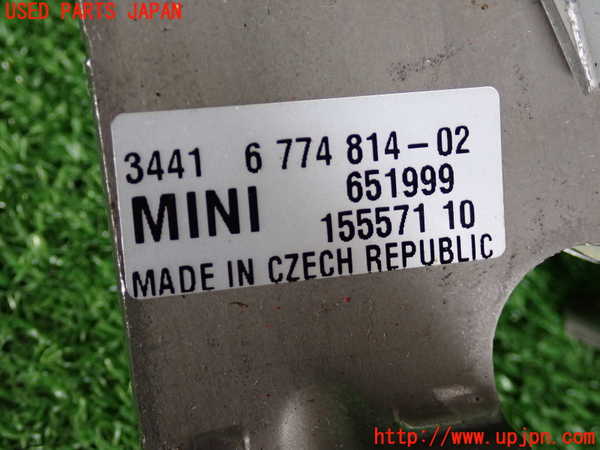 USED PARTS JAPAN
3441 6 774 814-02
MINI 651999
155571 10
MADE IN CZECH REPUBLIC
http://www.upjpn.com